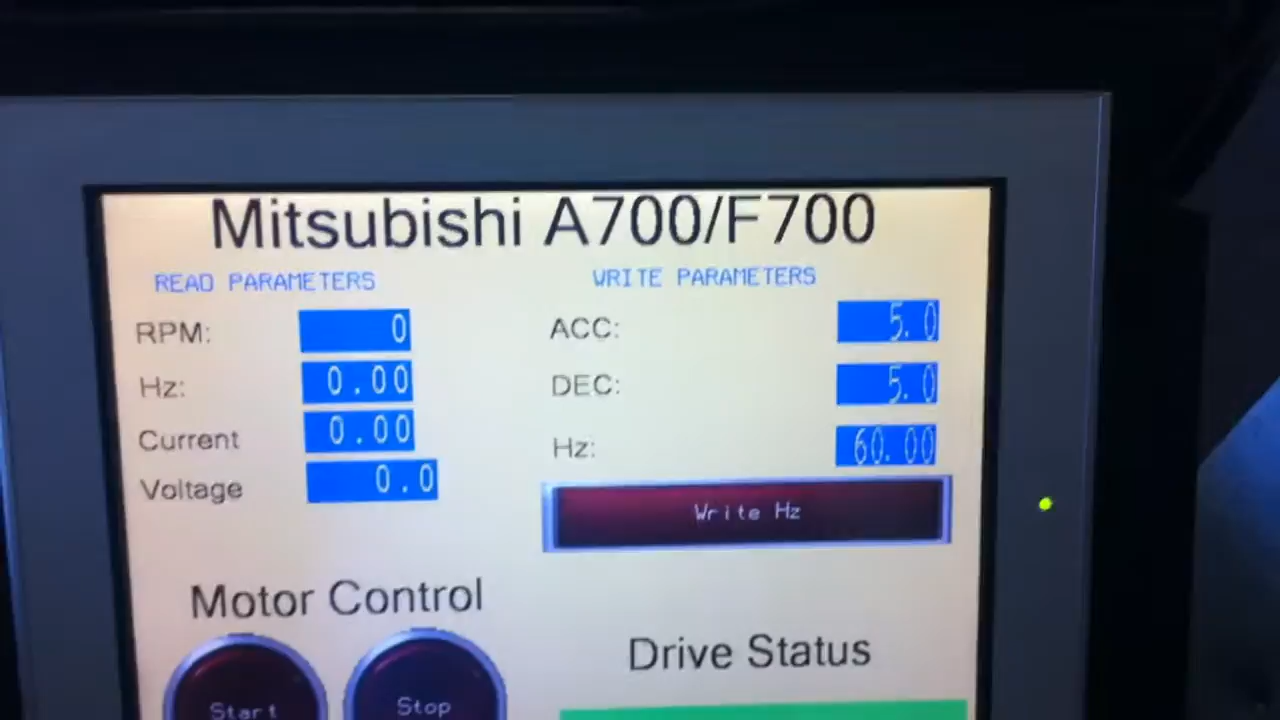 Mitsubishi A700/F700
READ PARAMETERS
RPM: 0
Hz: 0.00
Current 0.00
Voltage 0.0
WRITE PARAMETERS
ACC: 5.0
DEC: 5.0
Hz: 60.00
Write Hz
Motor Control
Start
Stop
Drive Status